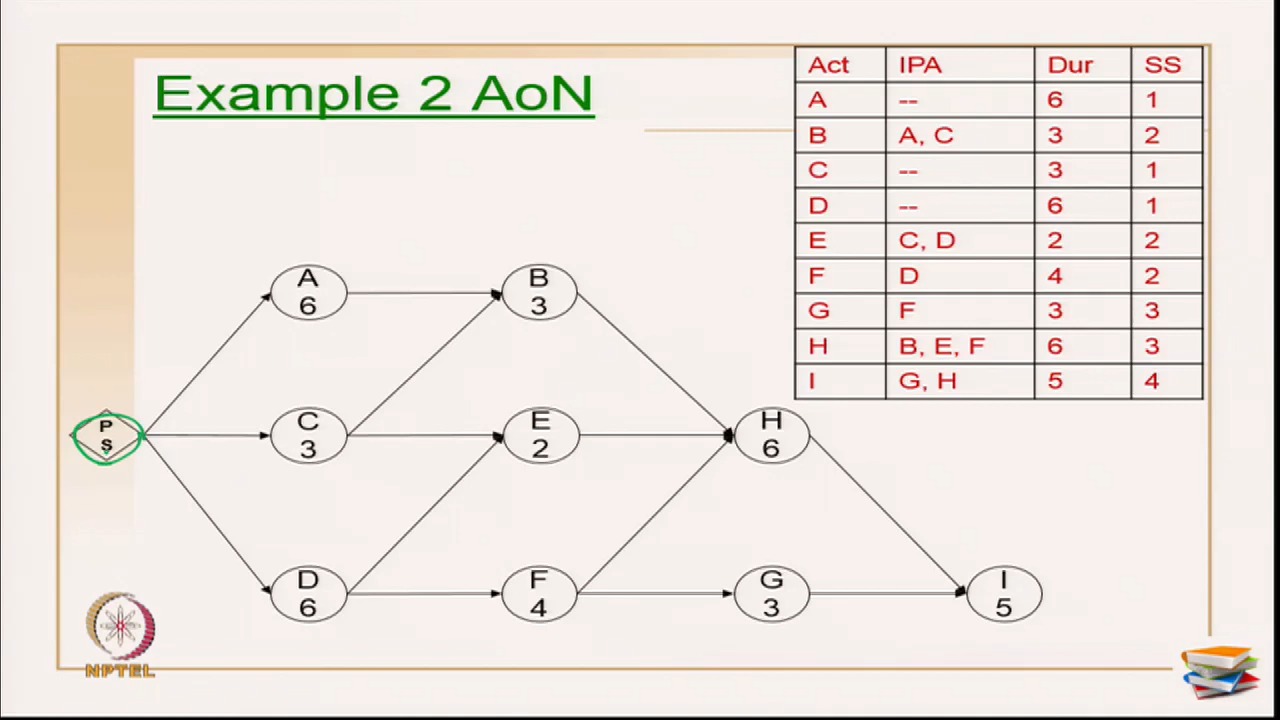 Example 2 AoN
Act IPA Dur SS
A -- 6 1
B A, C 3 2
C -- 3 1
D -- 6 1
E C, D 2 2
F D 4 2
G F 3 3
H B, E, F 6 3
I G, H 5 4
A
6
B
3
P
S
C
3
E
2
H
6
D
6
F
4
G
3
I
5
NPTEL